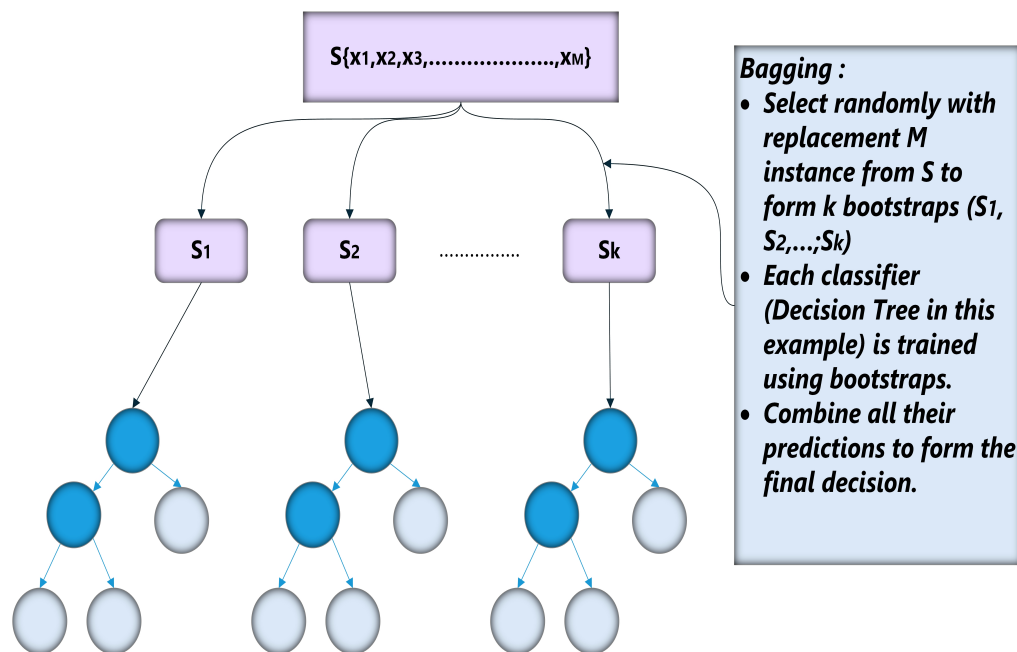 S{x1,x2,x3,.....................,xM}
Bagging :
• Select randomly with
replacement M
instance from S to
form k bootstraps (S1,
S2,...;Sk)
• Each classifier
(Decision Tree in this
example) is trained
using bootstraps.
• Combine all their
predictions to form the
final decision.
S1
S2
................
Sk